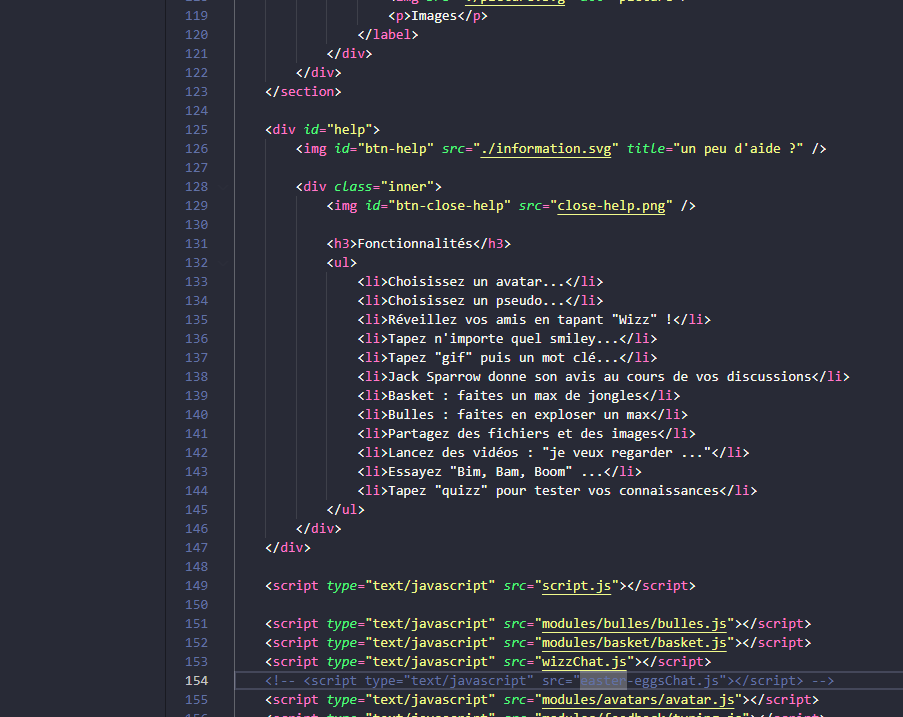 119 <p>Images</p>
120 </label>
121 </div>
122 </div>
123 </section>
124
125 <div id="help">
126 <img id="btn-help" src="./information.svg" title="un peu d'aide ?" />
127
128 <div class="inner">
129 <img id="btn-close-help" src="close-help.png" />
130
131 <h3>Fonctionnalités</h3>
132 <ul>
133 <li>Choisissez un avatar...</li>
134 <li>Choisissez un pseudo...</li>
135 <li>Réveillez vos amis en tapant "Wizz" !</li>
136 <li>Tapez n'importe quel smiley...</li>
137 <li>Tapez "gif" puis un mot clé...</li>
138 <li>Jack Sparrow donne son avis au cours de vos discussions</li>
139 <li>Basket : faites un max de jongles</li>
140 <li>Bulles : faites en exploser un max</li>
141 <li>Partagez des fichiers et des images</li>
142 <li>Lancez des vidéos : "je veux regarder ..."</li>
143 <li>Essayez "Bim, Bam, Boom" ...</li>
144 <li>Tapez "quizz" pour tester vos connaissances</li>
145 </ul>
146 </div>
147 </div>
148
149 <script type="text/javascript" src="script.js"></script>
150
151 <script type="text/javascript" src="modules/bulles/bulles.js"></script>
152 <script type="text/javascript" src="modules/basket/basket.js"></script>
153 <script type="text/javascript" src="wizzChat.js"></script>
154 <!-- <script type="text/javascript" src="easter-eggsChat.js"></script> -->
155 <script type="text/javascript" src="modules/avatars/avatar.js"></script>